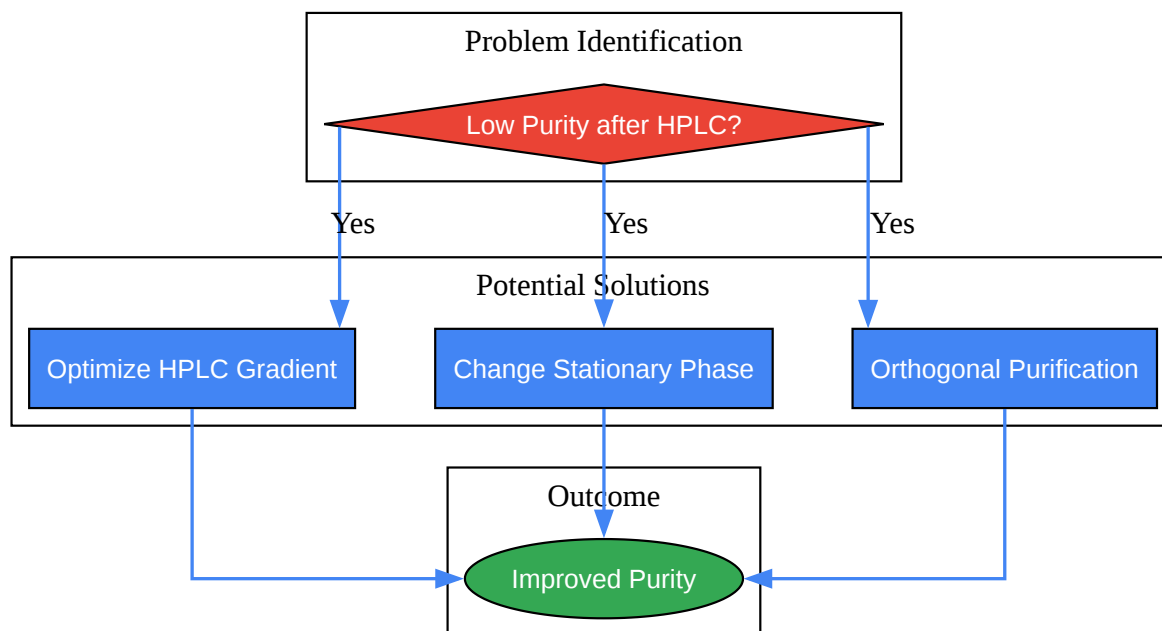 Problem Identification
Low Purity after HPLC?
Yes
Yes
Yes
Potential Solutions
Optimize HPLC Gradient
Change Stationary Phase
Orthogonal Purification
Outcome
Improved Purity